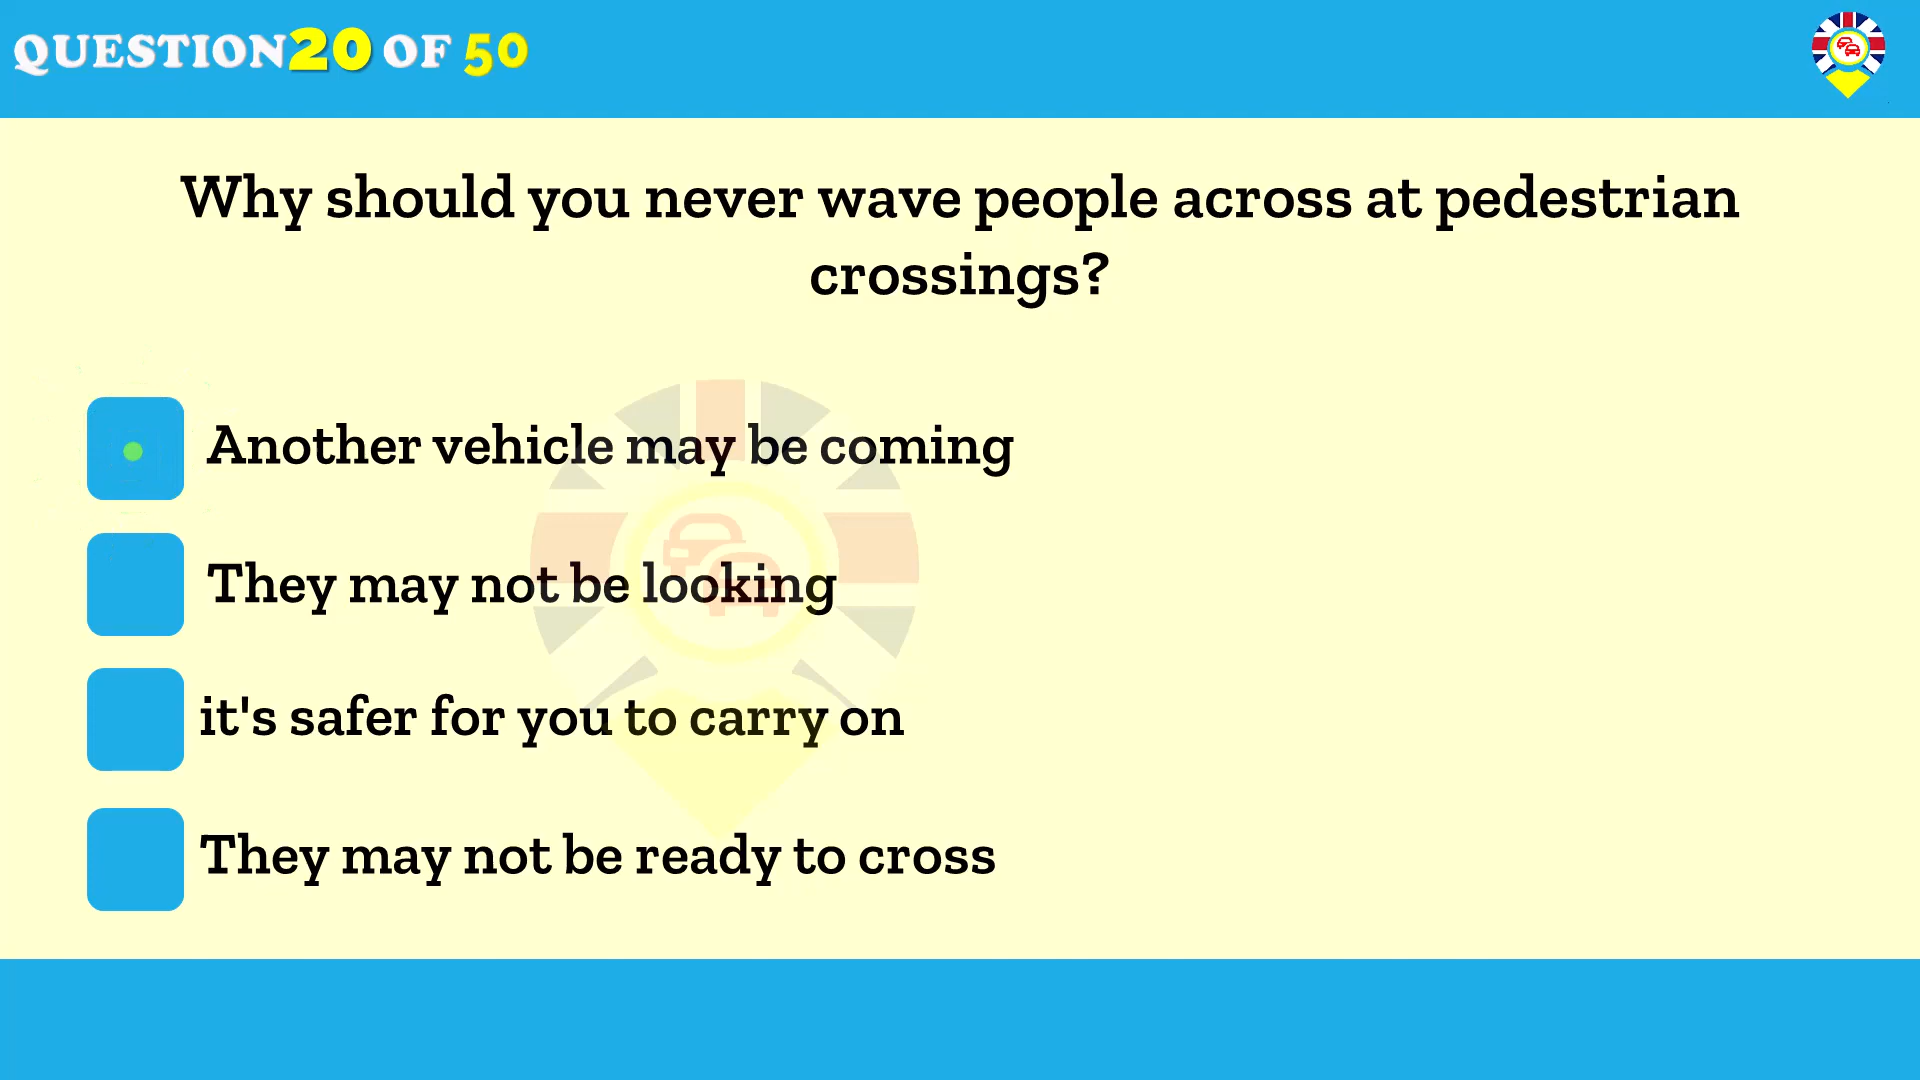 QUESTION 20 OF 50
Why should you never wave people across at pedestrian
crossings?
Another vehicle may be coming
They may not be looking
it's safer for you to carry on
They may not be ready to cross